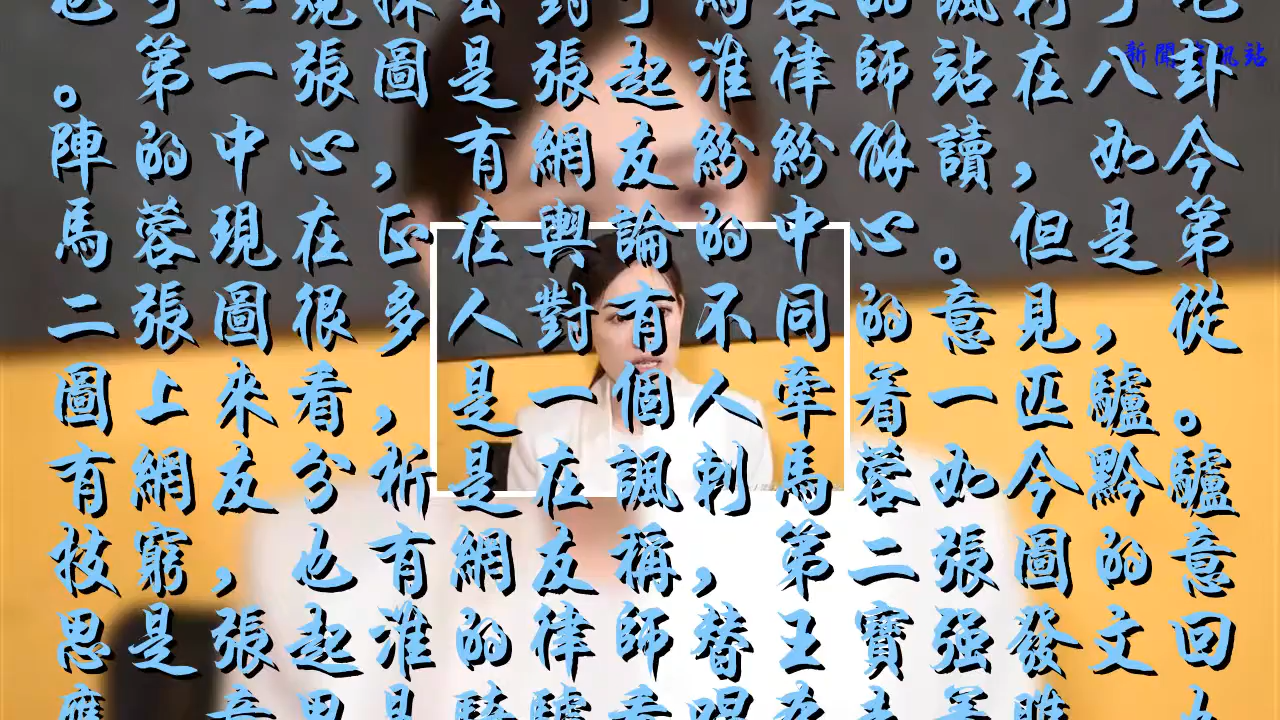 。第一張圖是張起淮律師站在八卦
陣的中心，有網友紛紛解讀，如今
馬蓉現在正在輿論的中心。但是第
二張圖很多人對有不同的意見，從
圖上來看，是一個人牽着一匹驢。
有網友分析是在諷刺馬蓉如今黔驢
技窮，也有網友稱，第二張圖的意
思是張起淮的律師替王寶强發文回